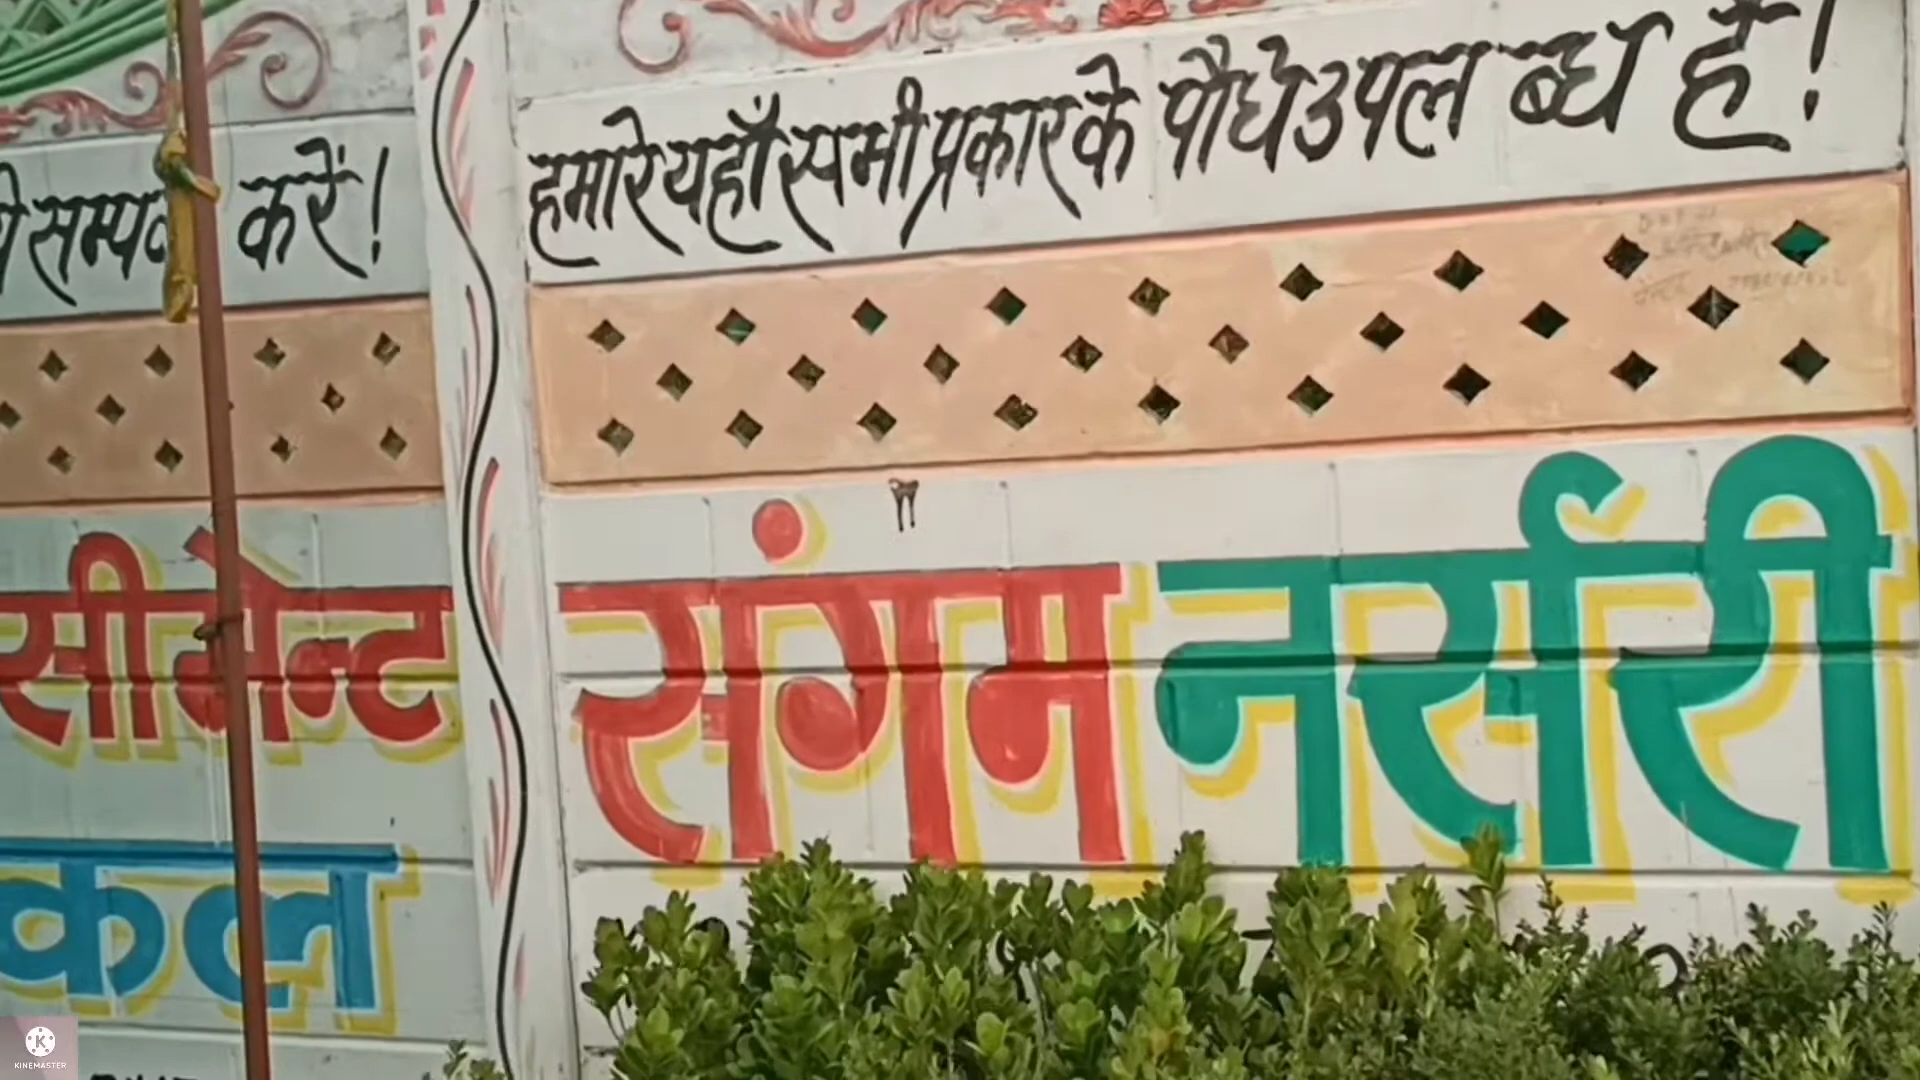 सम्पर्क करें!
हमारे यहाँ सभी प्रकार के पौधे उपलब्ध है!
सीमेन्ट
संगम नर्सरी
कल
KINEMASTER